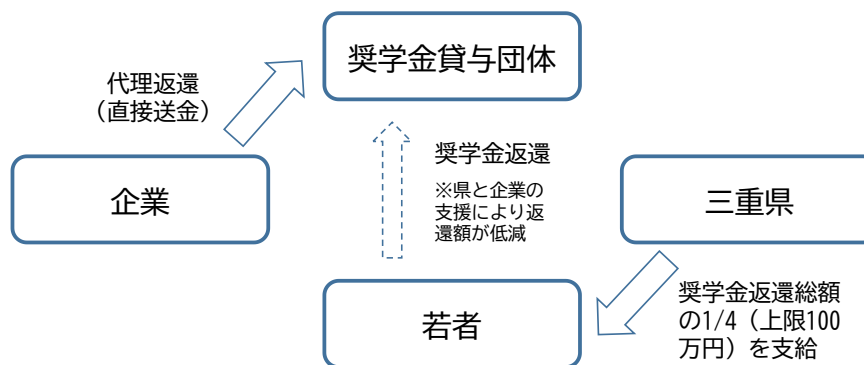 奨学金貸与団体
代理返還
（直接送金）
企業
奨学金返還
※県と企業の
支援により返
還額が低減
三重県
若者
奨学金返還総額
の1/4（上限100
万円）を支給